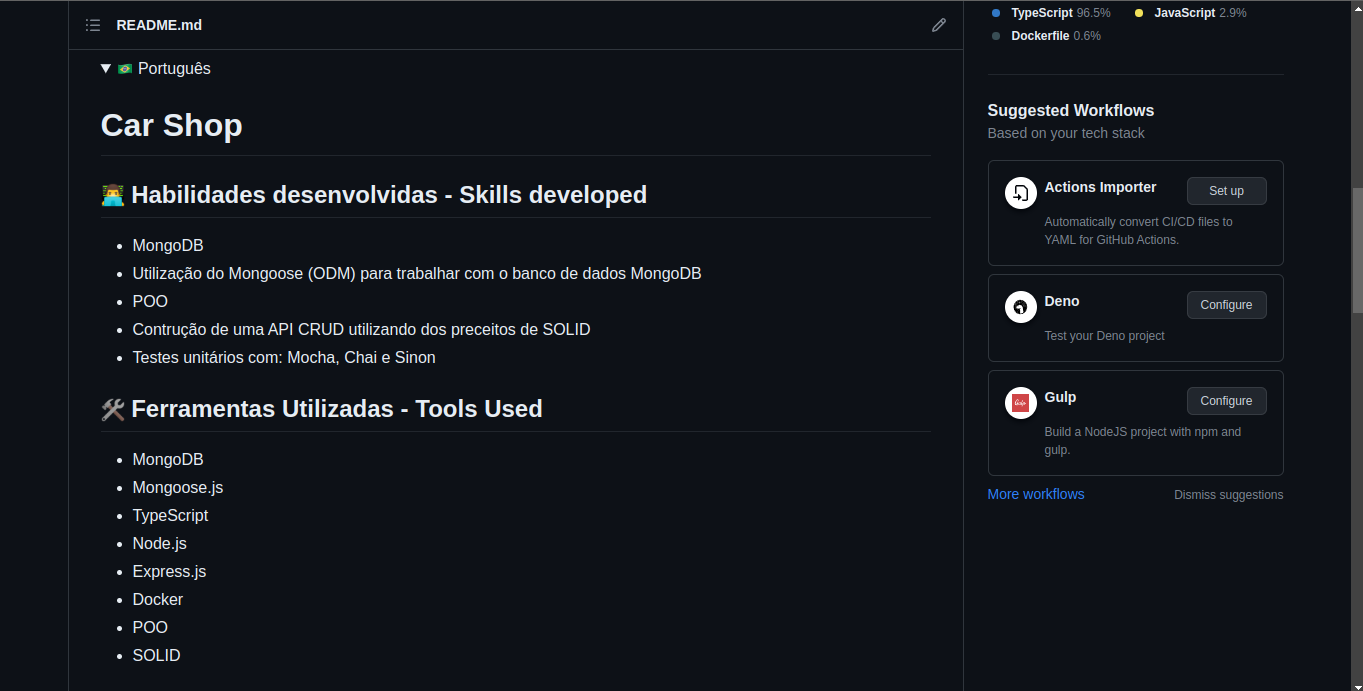 README.md
Português
Car Shop
Habilidades desenvolvidas - Skills developed
MongoDB
Utilização do Mongoose (ODM) para trabalhar com o banco de dados MongoDB
POO
Contrução de uma API CRUD utilizando dos preceitos de SOLID
Testes unitários com: Mocha, Chai e Sinon
Ferramentas Utilizadas - Tools Used
MongoDB
Mongoose.js
TypeScript
Node.js
Express.js
Docker
POO
SOLID
TypeScript 96.5% JavaScript 2.9%
Dockerfile 0.6%
Suggested Workflows
Based on your tech stack
Actions Importer Set up
Automatically convert CI/CD files to
YAML for GitHub Actions.
Deno Configure
Test your Deno project
Gulp Gulp Configure
Build a NodeJS project with npm and
gulp.
More workflows Dismiss suggestions